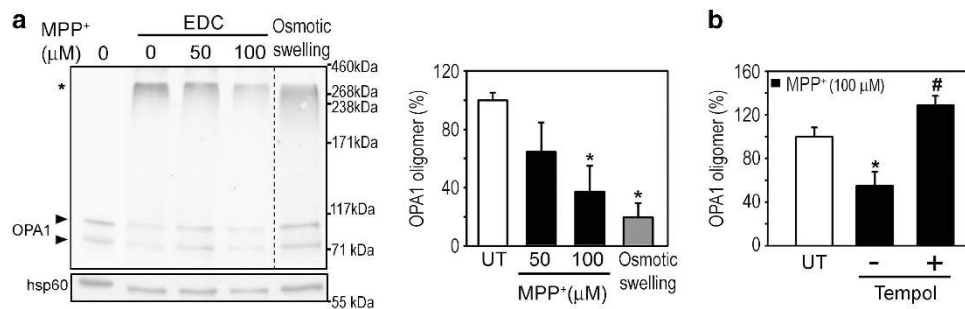 a
MPP+ (μM)
EDC
Osmotic swelling
0 0 50 100
*
460kDa
268kDa
238kDa
171kDa
117kDa
71 kDa
OPA1
hsp60
55 kDa
OPA1 oligomer (%)
120
80
40
0
*
*
UT
50
100
Osmotic swelling
MPP+(μM)
b
OPA1 oligomer (%)
160
120
80
40
0
MPP+ (100 μM)
*
#
UT
-
+
Tempol